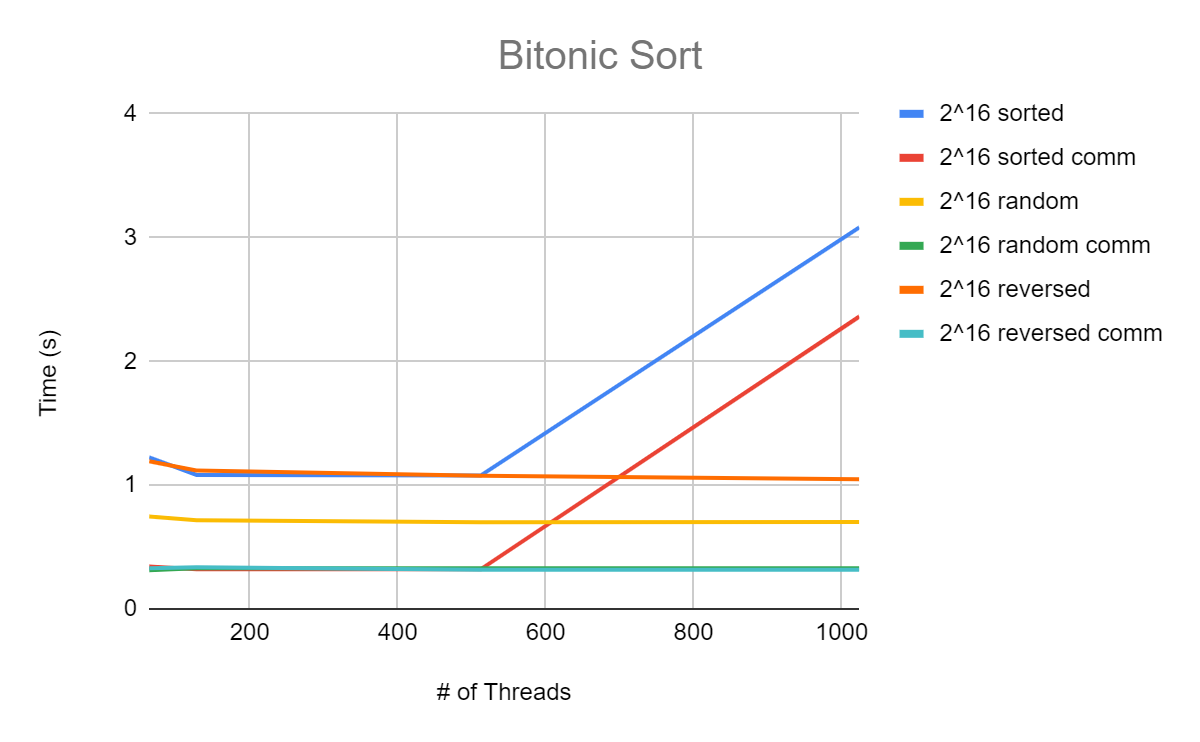 Bitonic Sort
4
3
2
1
0
Time (s)
200 400 600 800 1000
# of Threads
2^16 sorted
2^16 sorted comm
2^16 random
2^16 random comm
2^16 reversed
2^16 reversed comm